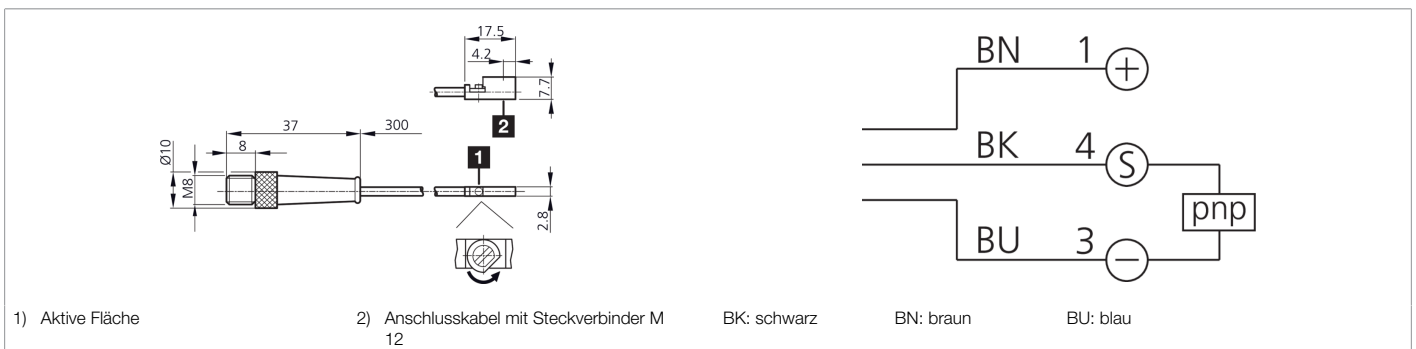 17.5
4.2
7.7
2
37
300
8
1
Ø10
M8
2.8
BN 1 +
BK 4 S
pnp
BU 3 −
1) Aktive Fläche
2) Anschlusskabel mit Steckverbinder M
12
BK: schwarz
BN: braun
BU: blau